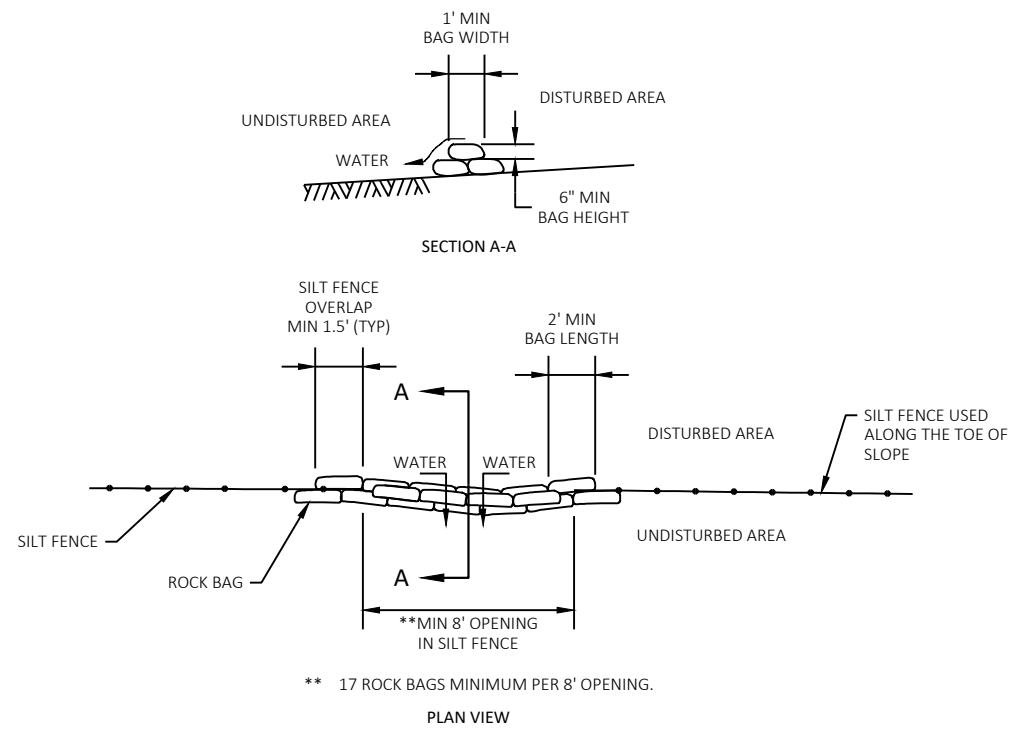 1' MIN
BAG WIDTH
DISTURBED AREA
UNDISTURBED AREA
WATER
6" MIN
BAG HEIGHT
SECTION A-A
SILT FENCE
OVERLAP
MIN 1.5' (TYP)
2' MIN
BAG LENGTH
A
SILT FENCE USED
ALONG THE TOE OF
SLOPE
DISTURBED AREA
WATER
WATER
SILT FENCE
UNDISTURBED AREA
ROCK BAG
A
**MIN 8' OPENING
IN SILT FENCE
** 17 ROCK BAGS MINIMUM PER 8' OPENING.
PLAN VIEW